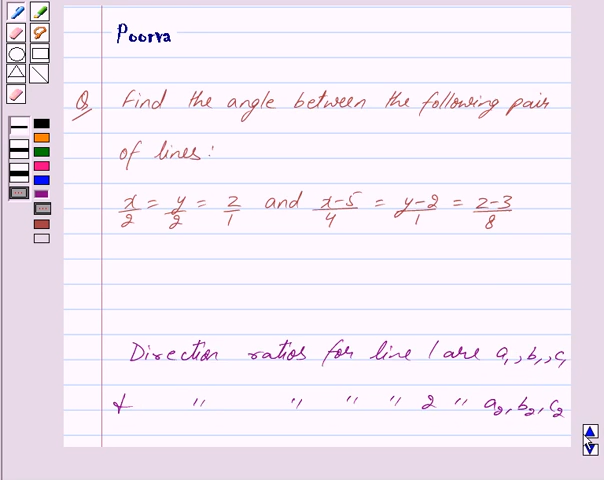 Poorva
Q Find the angle between the following pair
of lines:
x/2 = y/2 = z/1 and x-5/4 = y-2/1 = z-3/8
Direction ratios for line 1 are a₁, b₁, c₁
& " " " " 2 " a₂, b₂, c₂